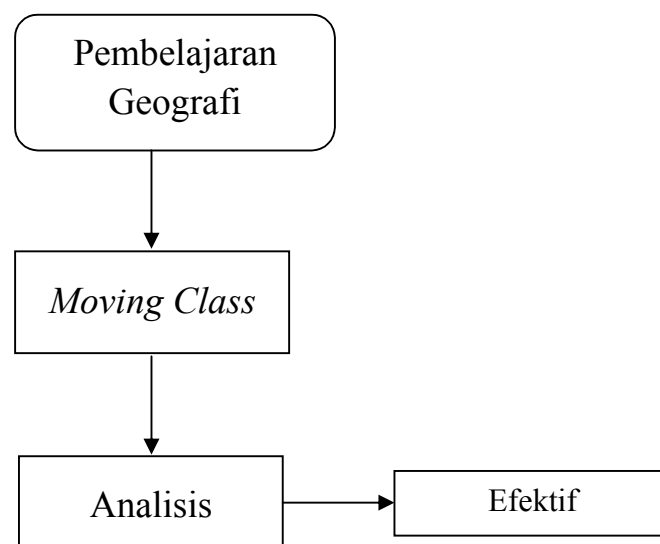 Pembelajaran
Geografi
Moving Class
Analisis
Efektif